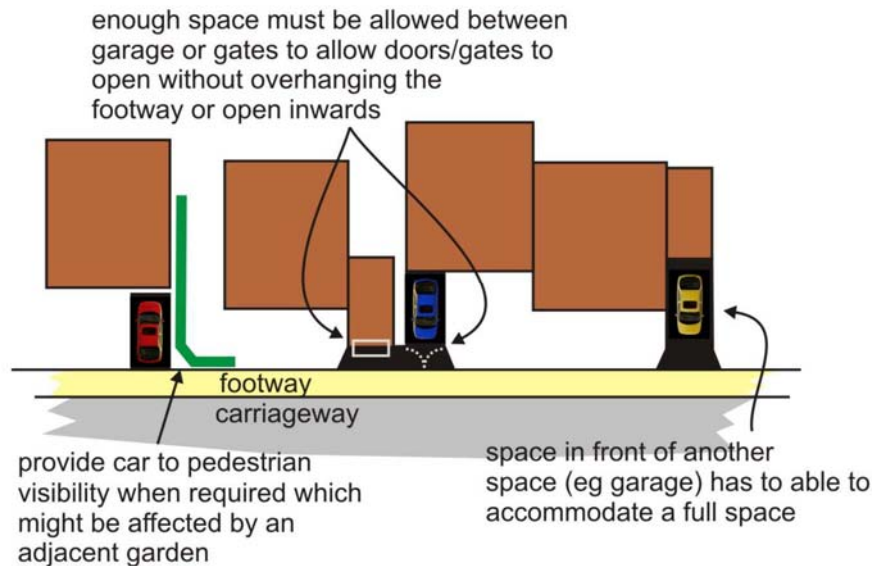 enough space must be allowed between
garage or gates to allow doors/gates to
open without overhanging the
footway or open inwards
footway
carriageway
provide car to pedestrian
visibility when required which
might be affected by an
adjacent garden
space in front of another
space (eg garage) has to able to
accommodate a full space